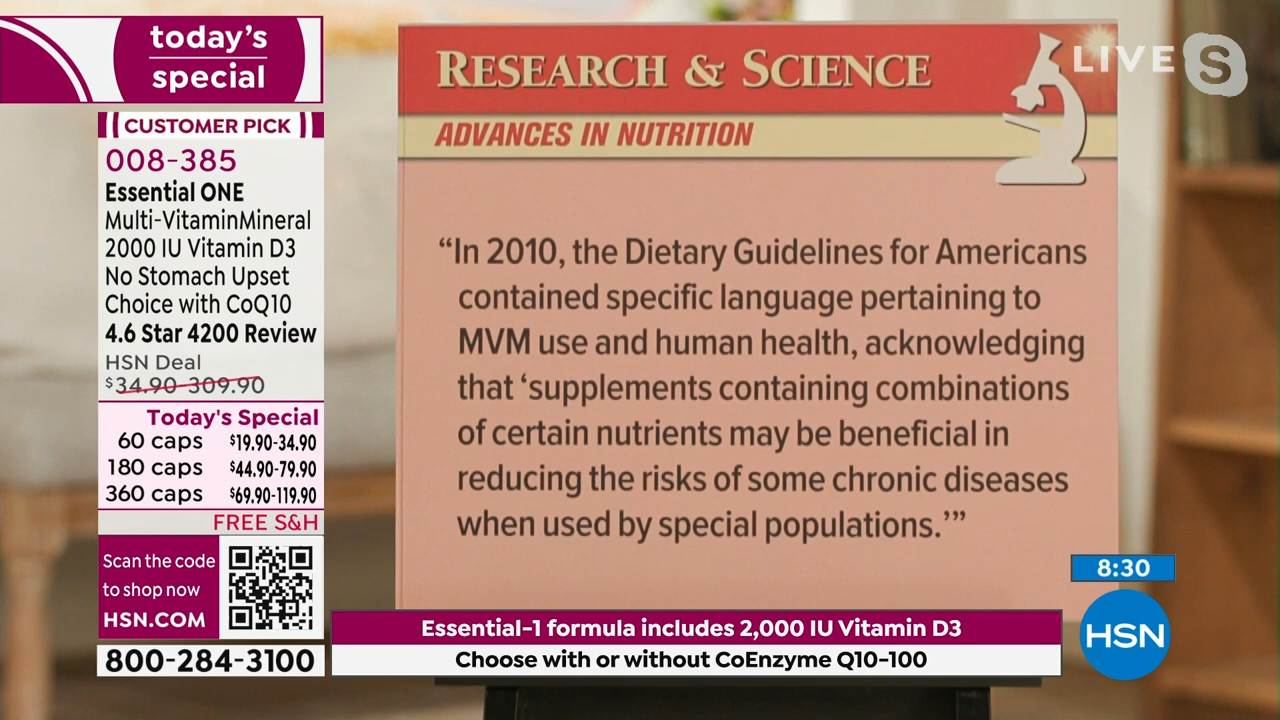 today's
special
CUSTOMER PICK
008-385
Essential ONE
Multi-VitaminMineral
2000 IU Vitamin D3
No Stomach Upset
Choice with CoQ10
4.6 Star 4200 Review
HSN Deal
$34.90-309.90
Today's Special
60 caps $19.90-34.90
180 caps $44.90-79.90
360 caps $69.90-119.90
FREE S&H
Scan the code
to shop now
HSN.COM
800-284-3100
RESEARCH & SCIENCE
ADVANCES IN NUTRITION
“In 2010, the Dietary Guidelines for Americans
contained specific language pertaining to
MVM use and human health, acknowledging
that ‘supplements containing combinations
of certain nutrients may be beneficial in
reducing the risks of some chronic diseases
when used by special populations.’”
LIVE S
8:30
HSN
Essential-1 formula includes 2,000 IU Vitamin D3
Choose with or without CoEnzyme Q10-100